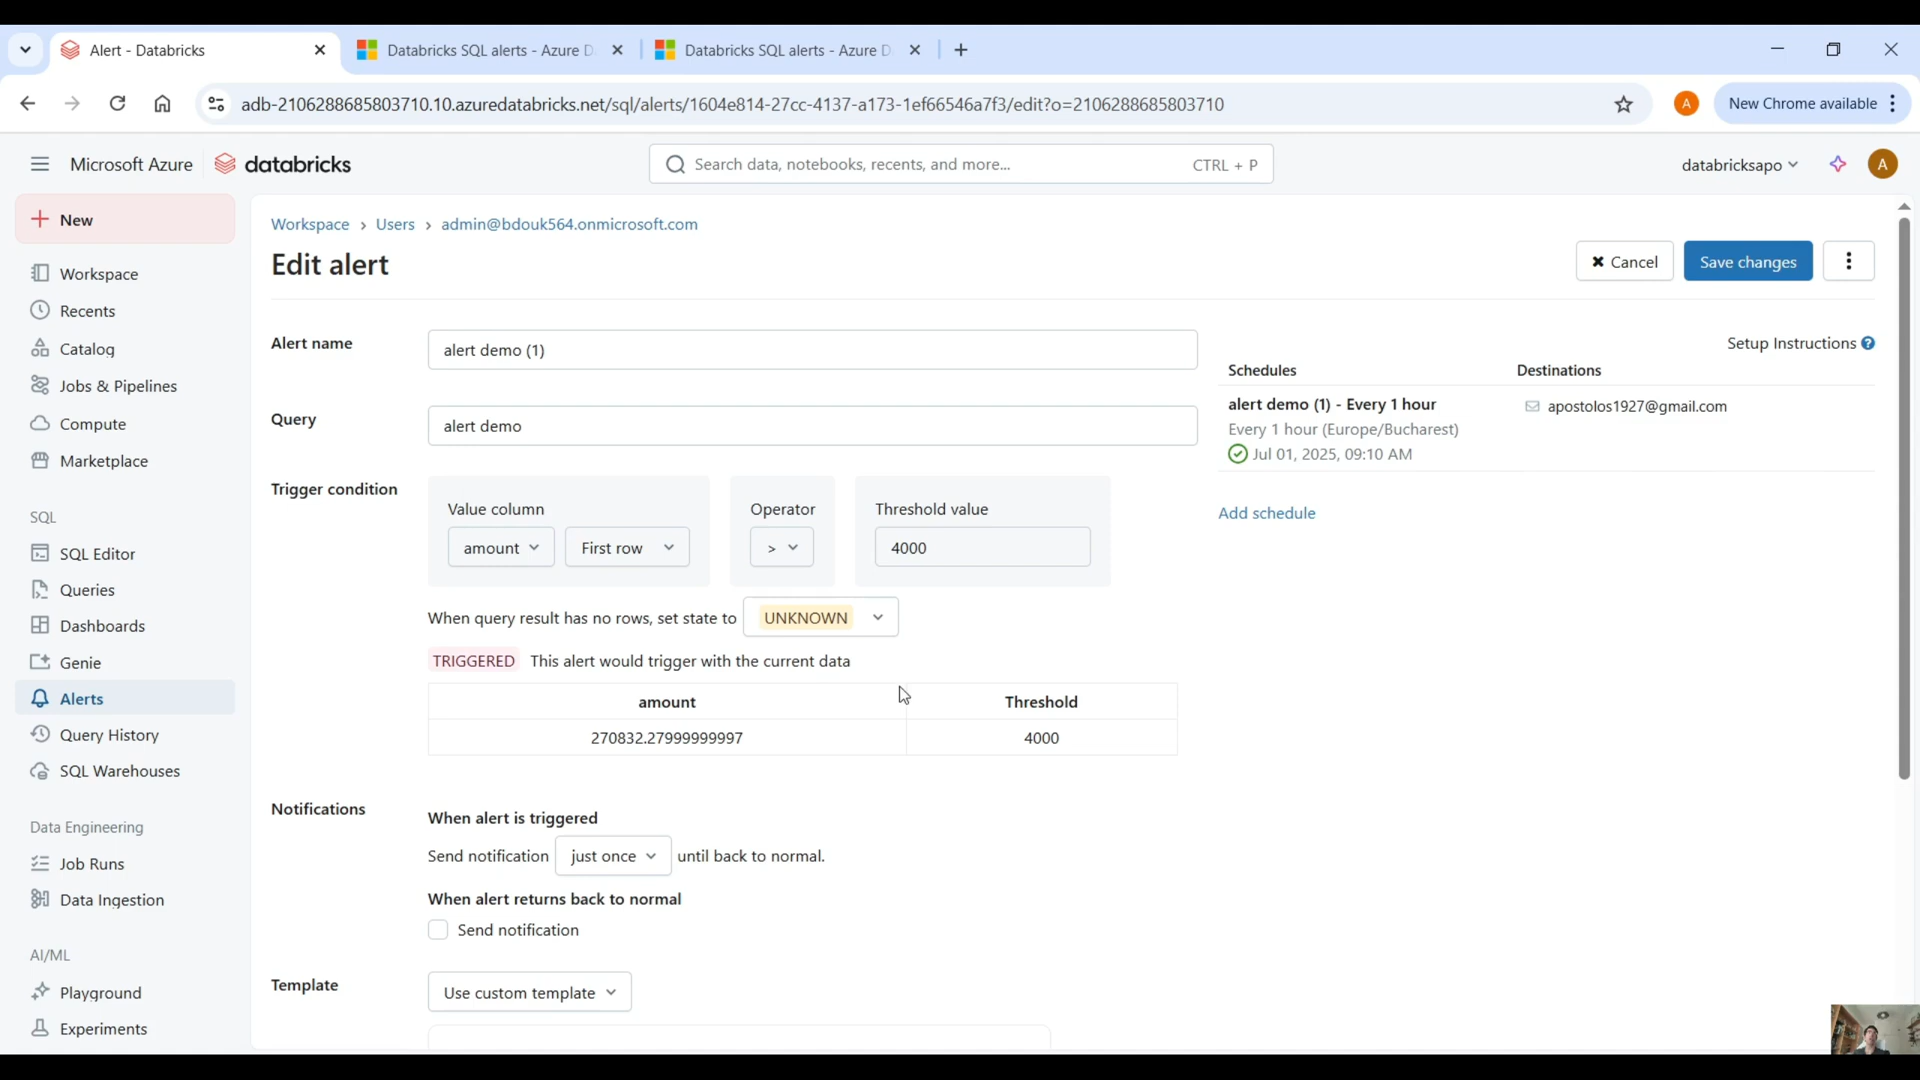 Alert - Databricks
Databricks SQL alerts - Azure D
Databricks SQL alerts - Azure D
adb-2106288685803710.10.azuredatabricks.net/sql/alerts/1604e814-27cc-4137-a173-1ef66546a7f3/edit?o=2106288685803710
A
New Chrome available
Microsoft Azure
databricks
Search data, notebooks, recents, and more...
CTRL + P
databricksapo
A
New
Workspace
Recents
Catalog
Jobs & Pipelines
Compute
Marketplace
SQL
SQL Editor
Queries
Dashboards
Genie
Alerts
Query History
SQL Warehouses
Data Engineering
Job Runs
Data Ingestion
AI/ML
Playground
Experiments
Workspace › Users › admin@bdouk564.onmicrosoft.com
Edit alert
Cancel
Save changes
Alert name
alert demo (1)
Query
alert demo
Trigger condition
Value column
amount
First row
Operator
>
Threshold value
4000
When query result has no rows, set state to UNKNOWN
TRIGGERED This alert would trigger with the current data
amount Threshold
270832.27999999997 4000
Notifications
When alert is triggered
Send notification just once until back to normal.
When alert returns back to normal
Send notification
Template
Use custom template
Setup Instructions
Schedules Destinations
alert demo (1) - Every 1 hour
apostolos1927@gmail.com
Every 1 hour (Europe/Bucharest)
Jul 01, 2025, 09:10 AM
Add schedule